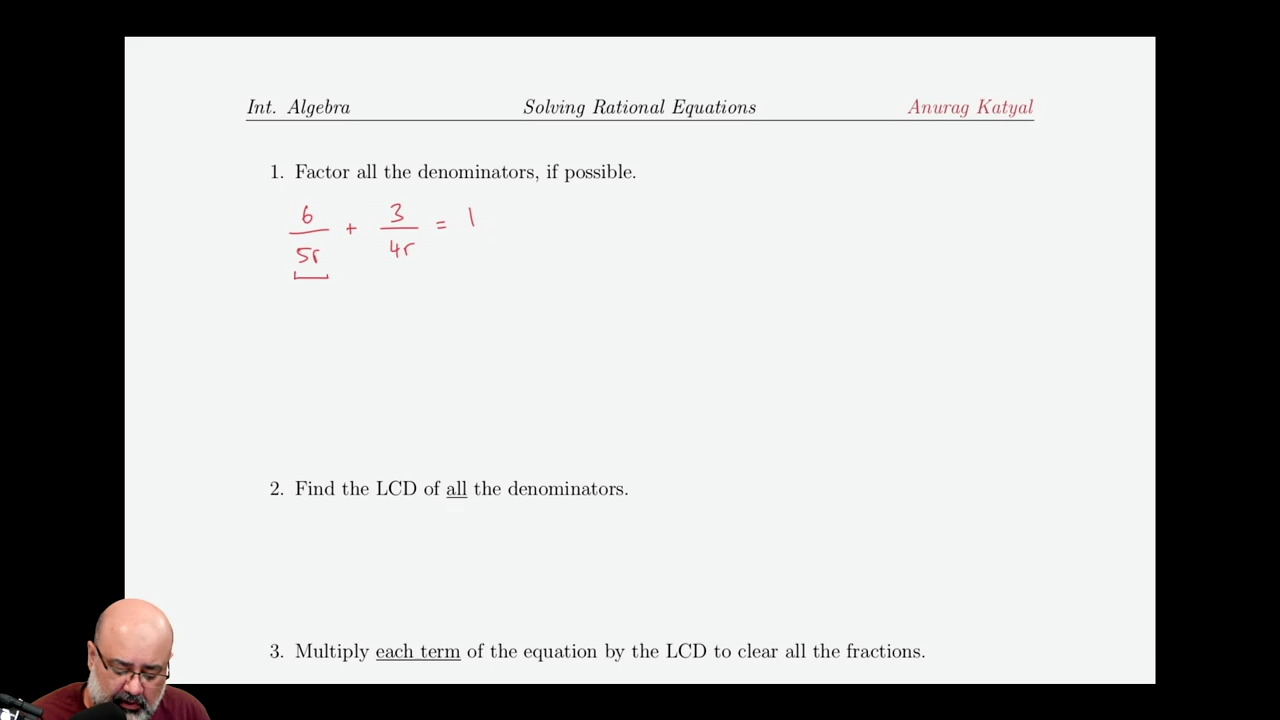 Int. Algebra Solving Rational Equations Anurag Katyal
1. Factor all the denominators, if possible.
6/5r + 3/4r = 1
2. Find the LCD of all the denominators.
3. Multiply each term of the equation by the LCD to clear all the fractions.